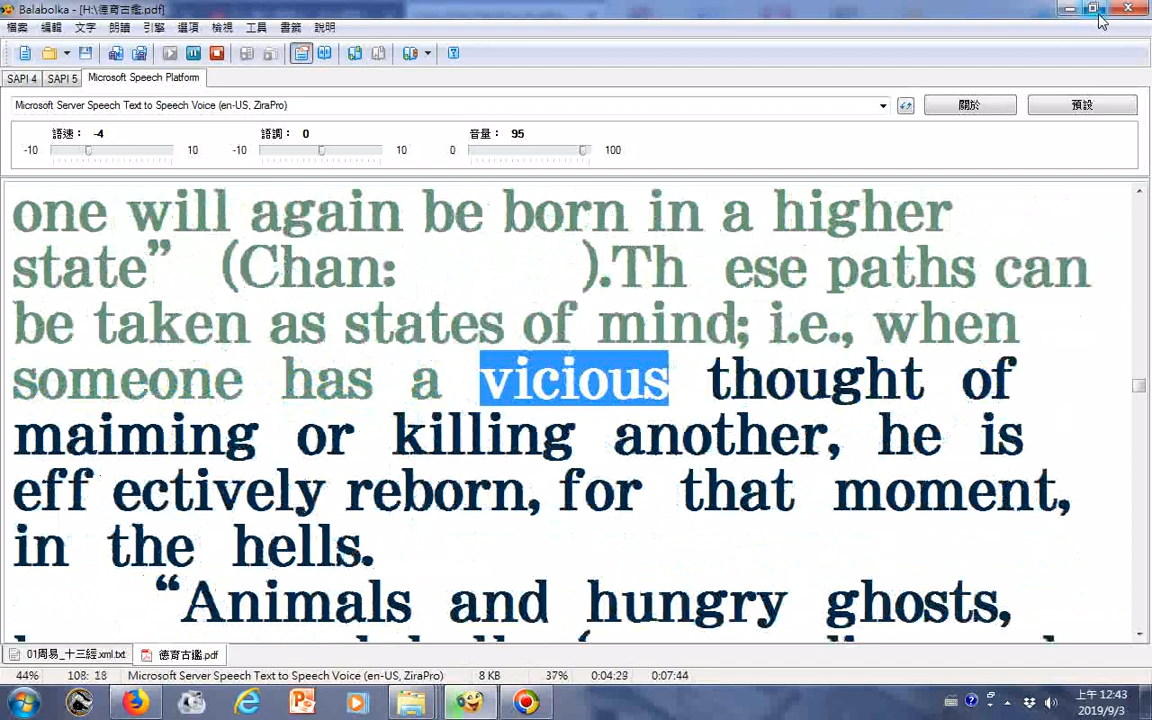 Balabolka - [H:\德育古鑑.pdf]
檔案 編輯 文字 朗讀 引擎 選項 檢視 工具 書籤 說明
SAPI 4 SAPI 5 Microsoft Speech Platform
Microsoft Server Speech Text to Speech Voice (en-US, ZiraPro) 關於 預設
語速： -4 語調： 0 音量： 95
-10 10 -10 10 0 100
one will again be born in a higher
state” (Chan: ).Th ese paths can
be taken as states of mind; i.e., when
someone has a vicious thought of
maiming or killing another, he is
eff ectively reborn, for that moment,
in the hells.
“Animals and hungry ghosts,
01周易_十三經.xml.txt 德育古鑑.pdf
44% 108: 18 Microsoft Server Speech Text to Speech Voice (en-US, ZiraPro) 8 KB 37% 0:04:23 0:07:44
上午 12:43
2019/9/3